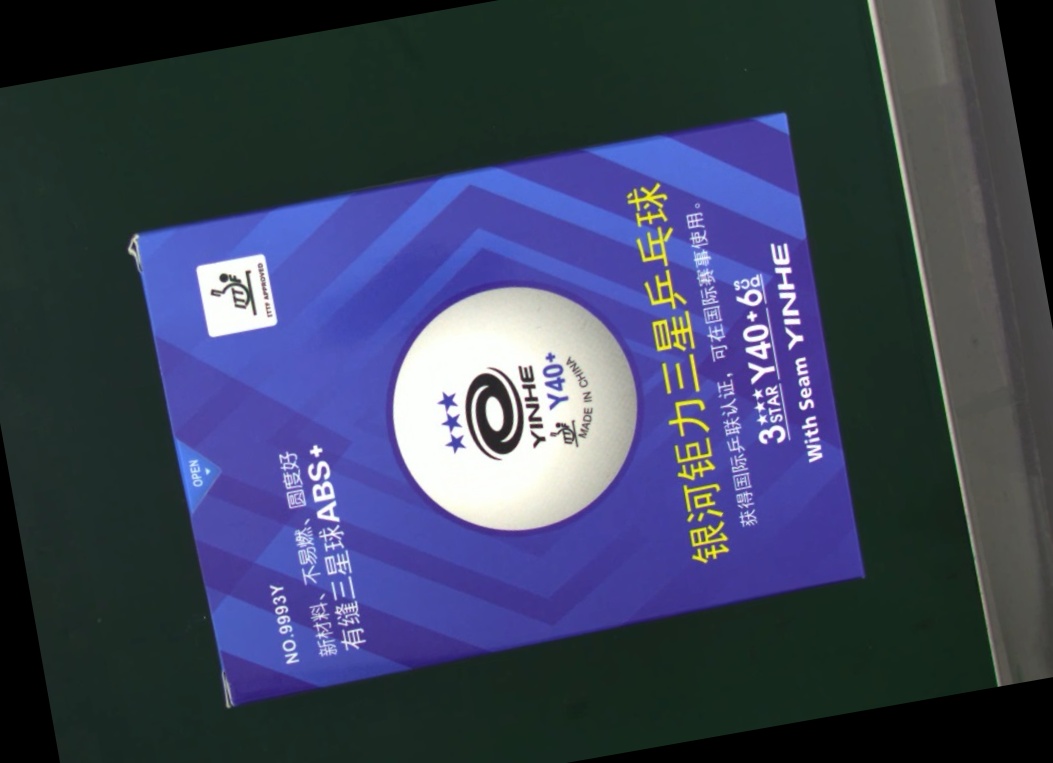 NO.9993Y
新材料、不易燃、圆度好
有缝三星球ABS+
OPEN
ITTF APPROVED
YINHE
Y40+
MADE IN CHINA
银河钜力三星乒乓球
获得国际乒联认证，可在国际赛事使用。
3★★★STAR Y40+6
With Seam YINHE